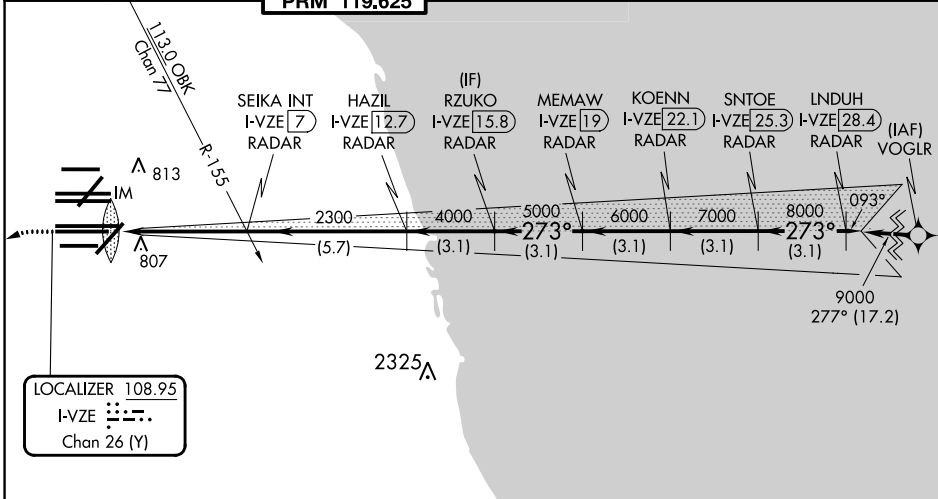 PRM 119.625
113.0 OBK
Chan 77
R-155
SEIKA INT
I-VZE 7
RADAR
HAZIL
I-VZE 12.7
RADAR
(IF)
RZUKO
I-VZE 15.8
RADAR
MEMAW
I-VZE 19
RADAR
KOENN
I-VZE 22.1
RADAR
SNTOE
I-VZE 25.3
RADAR
LNDUH
I-VZE 28.4
RADAR
(IAF)
VOGLR
813
IM
807
2300
4000
5000
6000
7000
8000
093°
273°
273°
(5.7)
(3.1)
(3.1)
(3.1)
(3.1)
(3.1)
9000
277° (17.2)
2325
LOCALIZER 108.95
I-VZE
Chan 26 (Y)